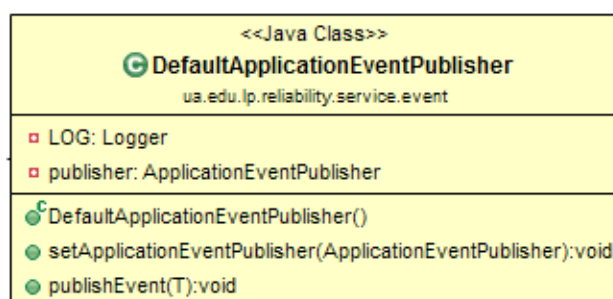 <<Java Class>>
DefaultApplicationEventPublisher
ua.edu.lp.reliability.service.event
LOG: Logger
publisher: ApplicationEventPublisher
DefaultApplicationEventPublisher()
setApplicationEventPublisher(ApplicationEventPublisher):void
publishEvent(T):void